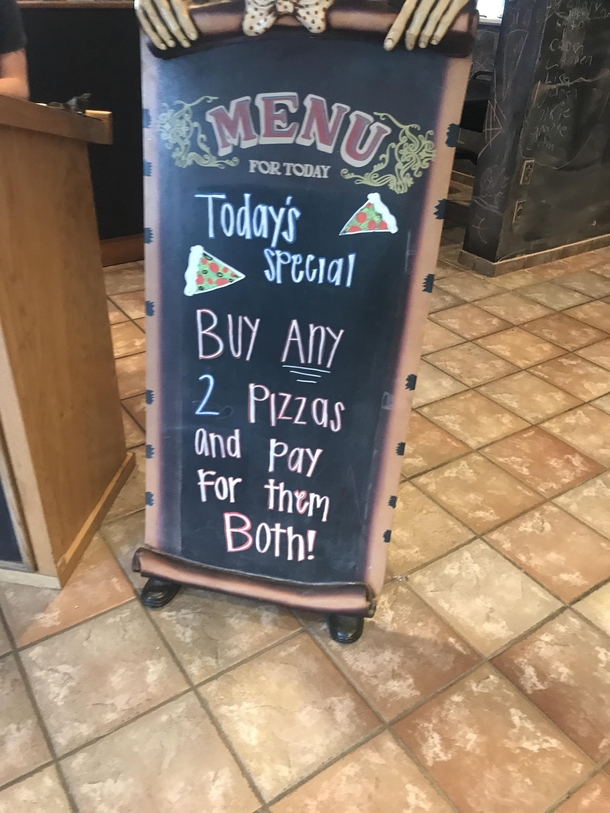 MENU
FOR TODAY
Today's
special
BUY Any
2 Pizzas
and pay
For them
Both!